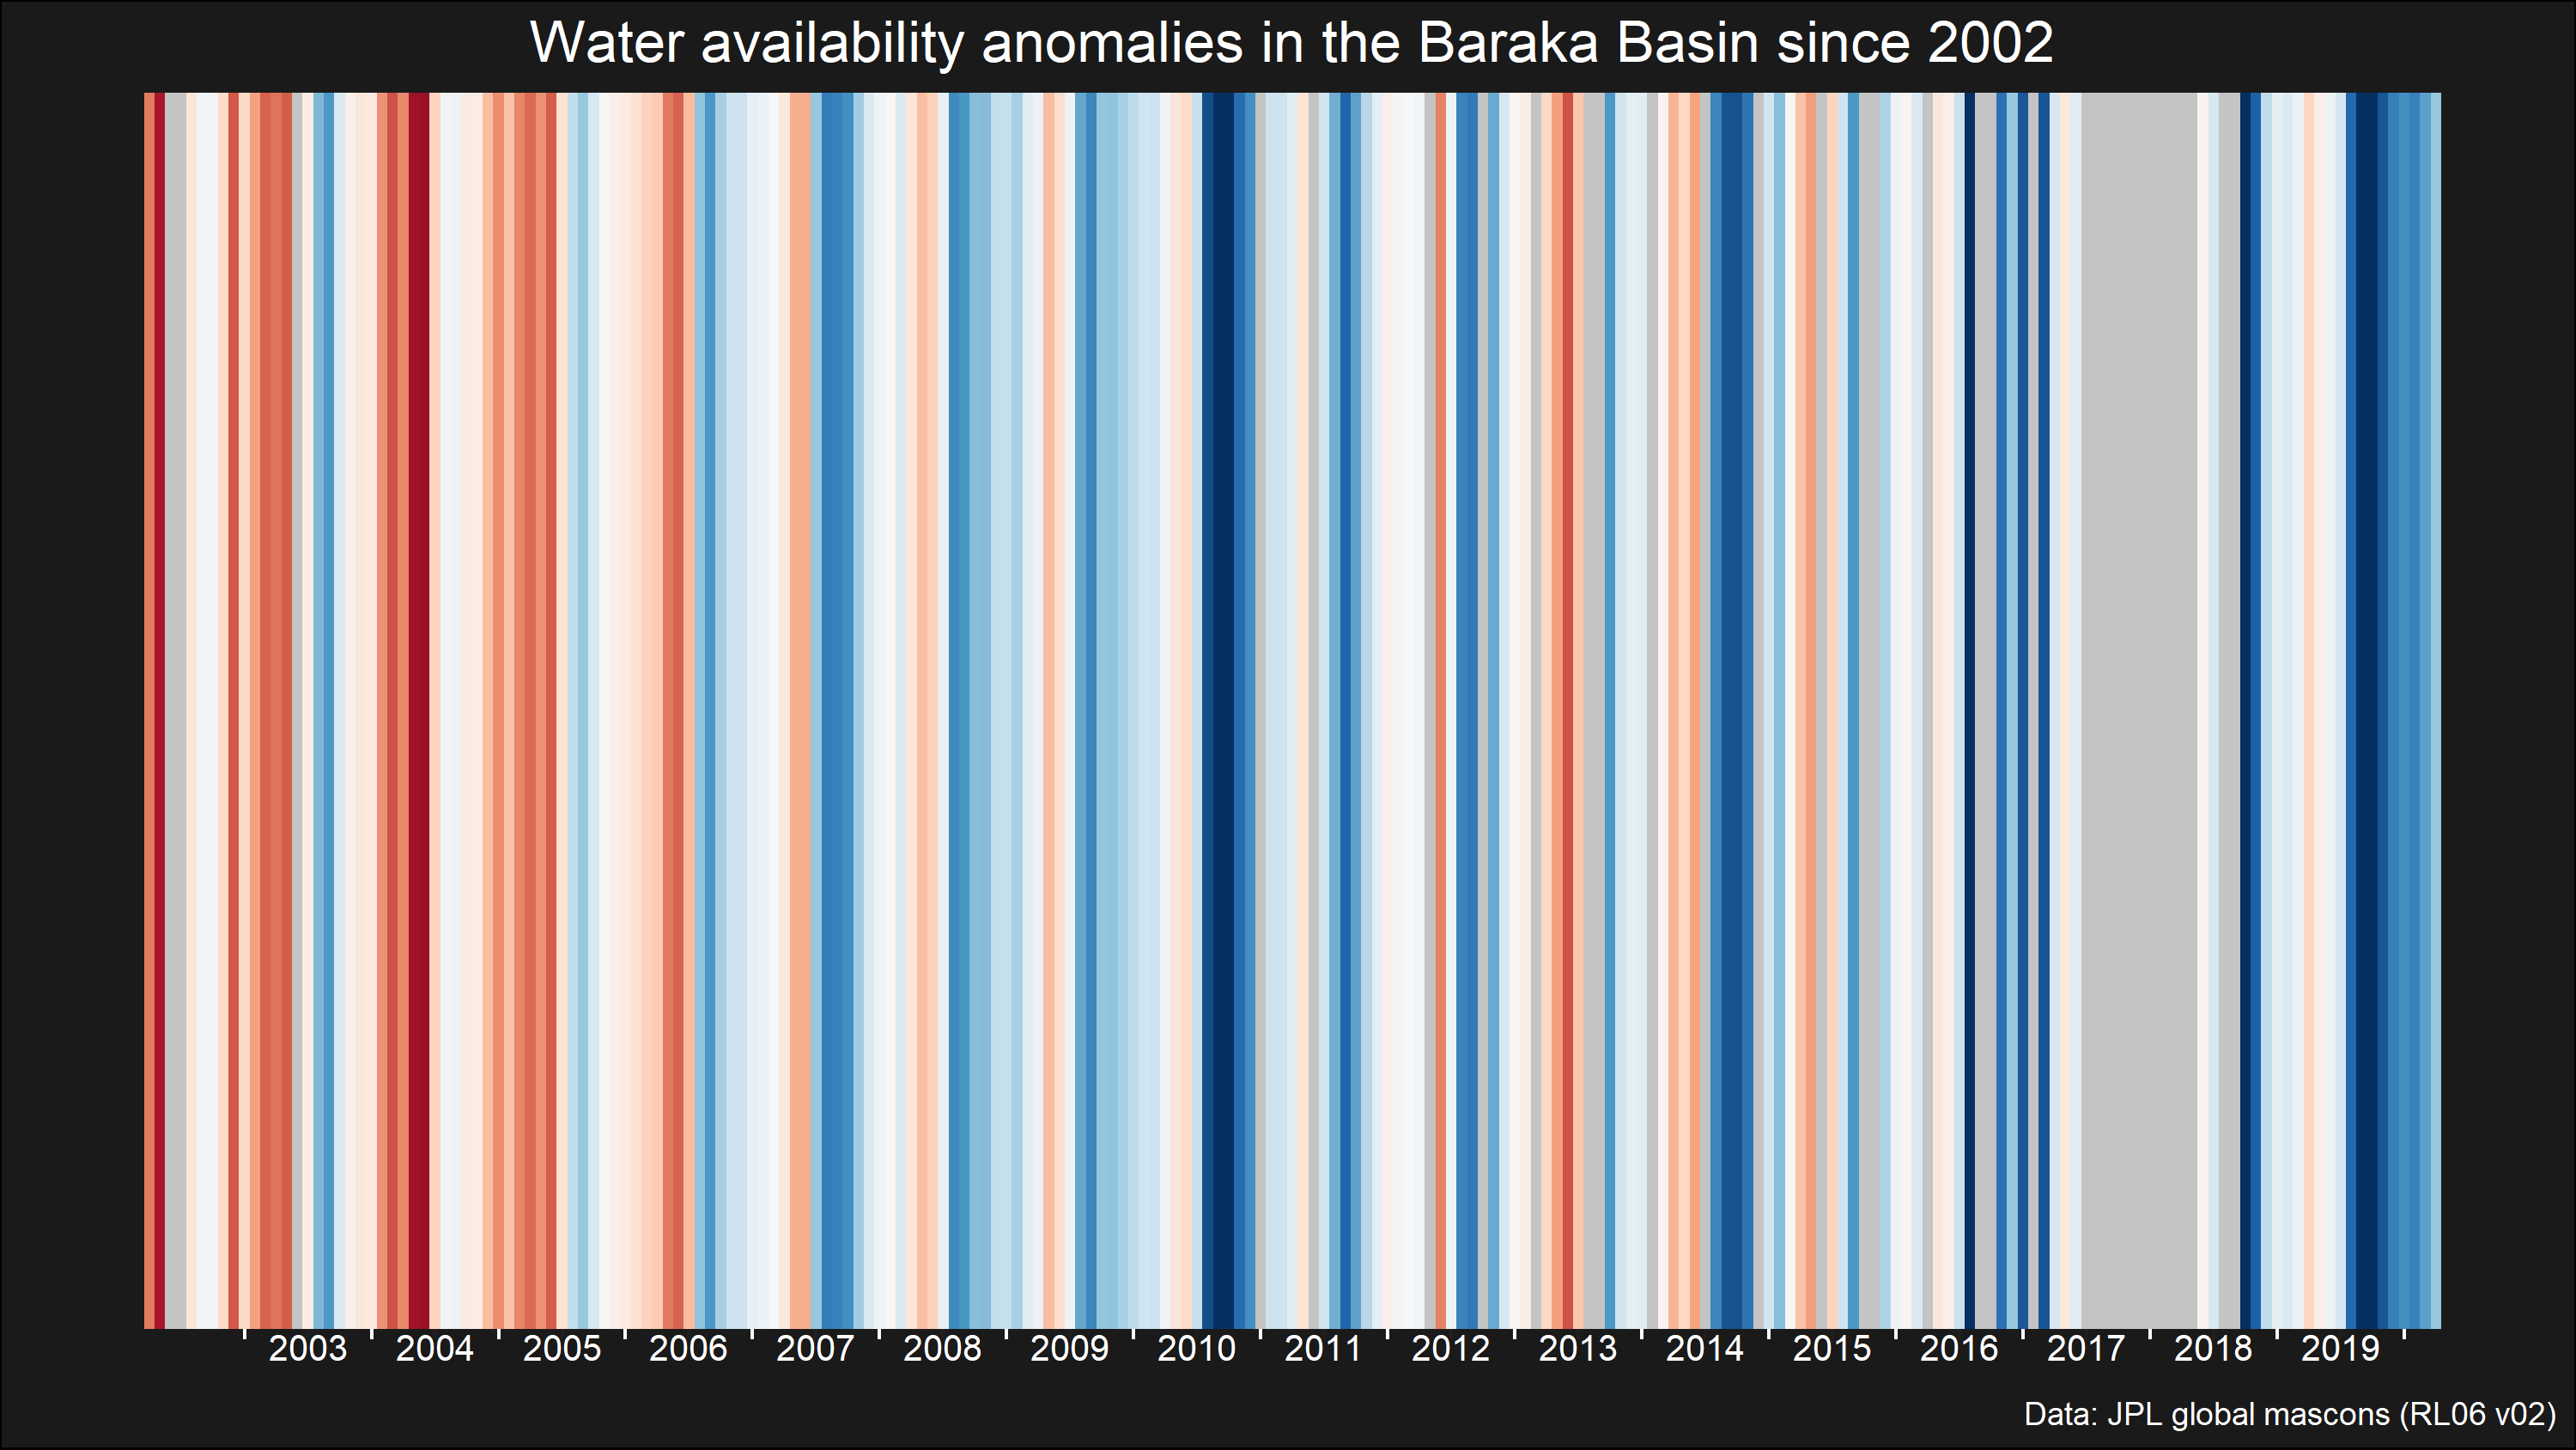 Water availability anomalies in the Baraka Basin since 2002
2003 2004 2005 2006 2007 2008 2009 2010 2011 2012 2013 2014 2015 2016 2017 2018 2019
Data: JPL global mascons (RL06 v02)